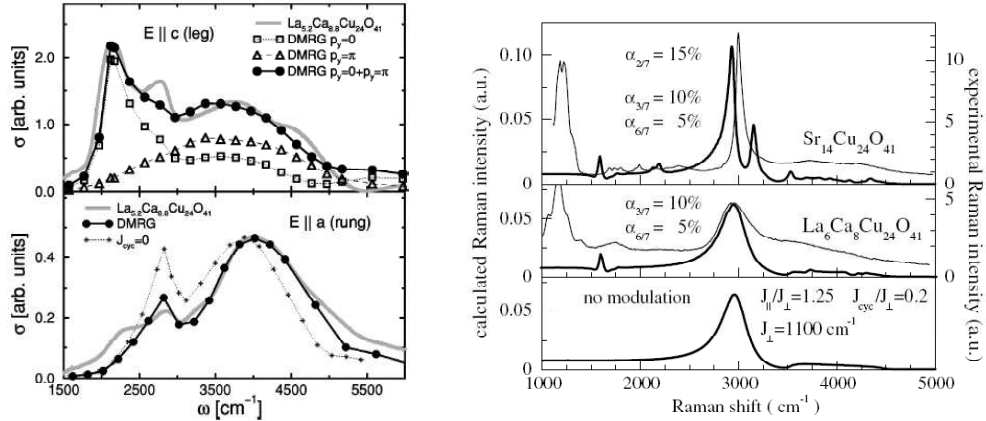 E || c (leg)
La5.2Ca8.8Cu24O41
DMRG py=0
DMRG py=π
DMRG py=0+py=π
σ [arb. units]
2.0
1.0
0.0
La5.2Ca8.8Cu24O41
DMRG
Jcyc=0
E || a (rung)
σ [arb. units]
0.4
0.2
0.0
1500 2500 3500 4500 5500
ω [cm-1]
α2/7 = 15%
α3/7 = 10%
α6/7 = 5%
Sr14Cu24O41
0.10
0.05
0
10
5
0
α3/7 = 10%
α6/7 = 5%
La6Ca8Cu24O41
0.05
0
5
0
no modulation
J||/J⊥=1.25 Jcyc/J⊥=0.2
J⊥=1100 cm-1
0.05
0
1000 2000 3000 4000 5000
Raman shift ( cm-1)
calculated Raman intensity (a.u.)
experimental Raman intensity (a.u.)